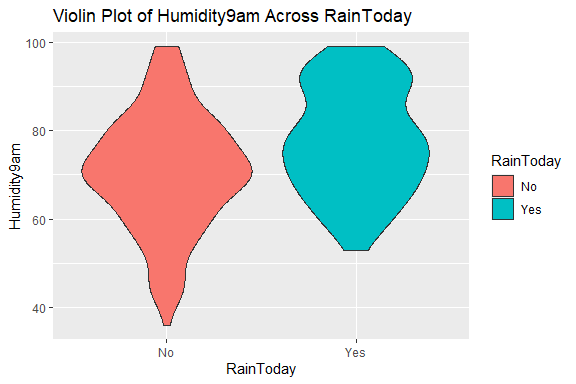 Violin Plot of Humidity9am Across RainToday
100
80
60
40
Humidity9am
No
Yes
RainToday
RainToday
No
Yes